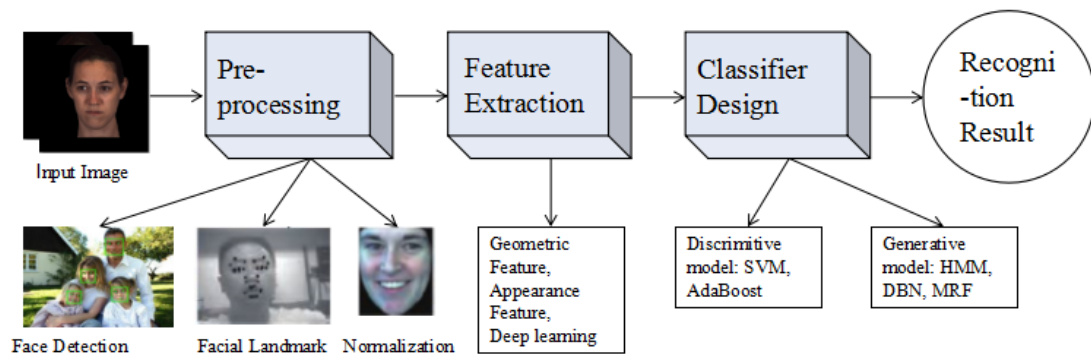 Pre-
processing
Feature
Extraction
Classifier
Design
Recogni
-tion
Result
Input Image
Face Detection
Facial Landmark
Normalization
Geometric
Feature,
Appearance
Feature,
Deep learning
Discrimitive
model: SVM,
AdaBoost
Generative
model: HMM,
DBN, MRF